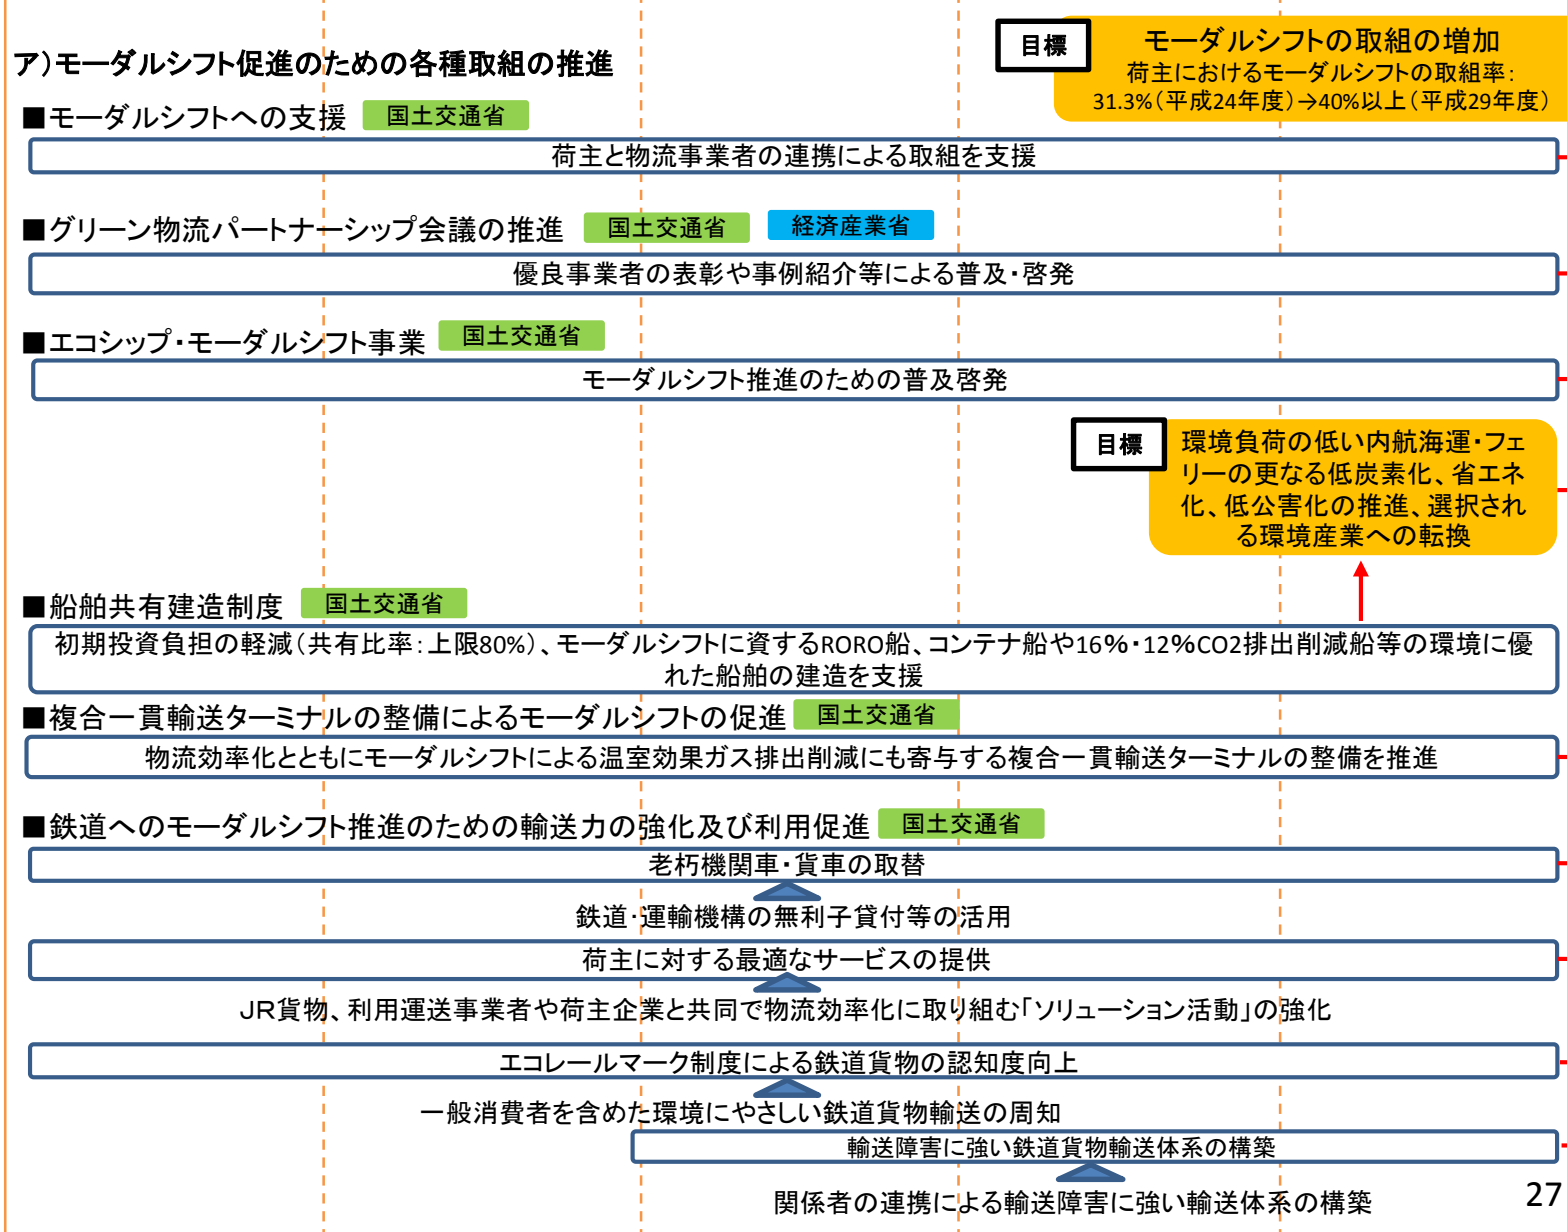 ア）モーダルシフト促進のための各種取組の推進
目標
モーダルシフトの取組の増加
荷主におけるモーダルシフトの取組率：
31.3%（平成24年度）→40%以上（平成29年度）
■モーダルシフトへの支援 国土交通省
荷主と物流事業者の連携による取組を支援
■グリーン物流パートナーシップ会議の推進 国土交通省 経済産業省
優良事業者の表彰や事例紹介等による普及・啓発
■エコシップ・モーダルシフト事業 国土交通省
モーダルシフト推進のための普及啓発
目標
環境負荷の低い内航海運・フェ
リーの更なる低炭素化、省エネ
化、低公害化の推進、選択され
る環境産業への転換
■船舶共有建造制度 国土交通省
初期投資負担の軽減（共有比率：上限80%）、モーダルシフトに資するRORO船、コンテナ船や16%・12%CO2排出削減船等の環境に優
れた船舶の建造を支援
■複合一貫輸送ターミナルの整備によるモーダルシフトの促進 国土交通省
物流効率化とともにモーダルシフトによる温室効果ガス排出削減にも寄与する複合一貫輸送ターミナルの整備を推進
■鉄道へのモーダルシフト推進のための輸送力の強化及び利用促進 国土交通省
老朽機関車・貨車の取替
鉄道・運輸機構の無利子貸付等の活用
荷主に対する最適なサービスの提供
JR貨物、利用運送事業者や荷主企業と共同で物流効率化に取り組む「ソリューション活動」の強化
エコレールマーク制度による鉄道貨物の認知度向上
一般消費者を含めた環境にやさしい鉄道貨物輸送の周知
輸送障害に強い鉄道貨物輸送体系の構築
関係者の連携による輸送障害に強い輸送体系の構築
27